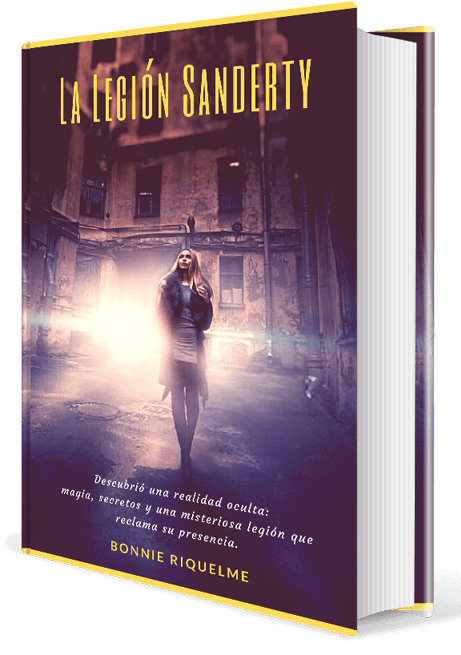 La Legión Sanderty
Descubrió una realidad oculta:
magia, secretos y una misteriosa legión que
reclama su presencia.
BONNIE RIQUELME